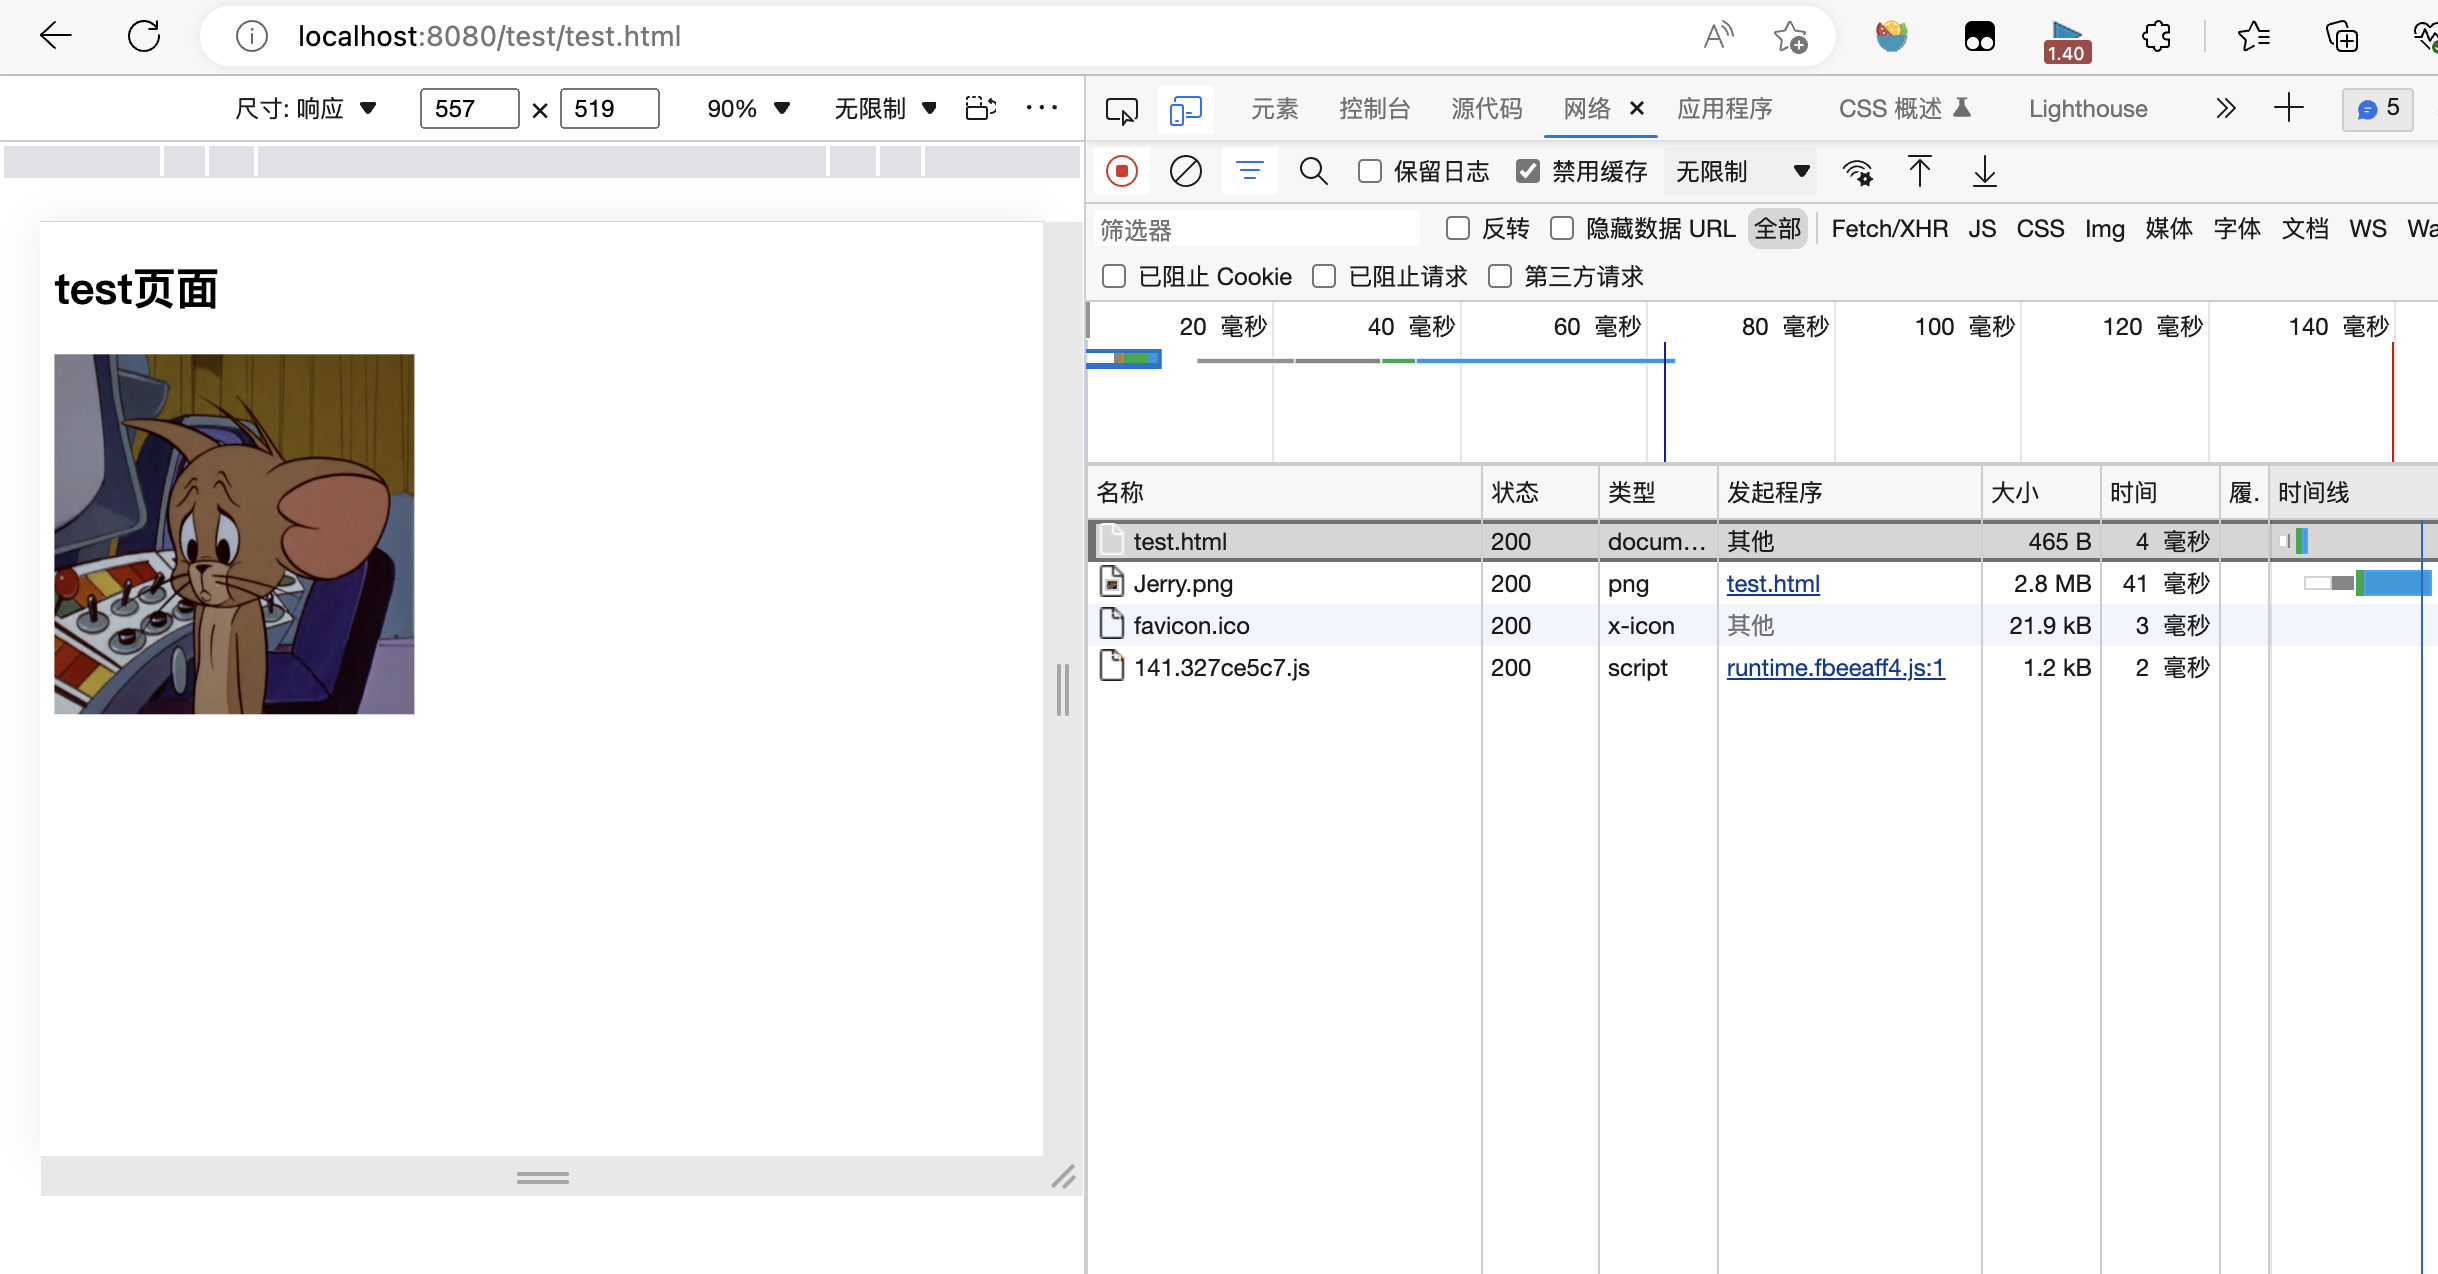 localhost:8080/test/test.html
1.40
尺寸: 响应 557 × 519 90% 无限制
元素 控制台 源代码 网络 × 应用程序 CSS 概述 Lighthouse 5
保留日志 禁用缓存 无限制
筛选器 反转 隐藏数据 URL 全部 Fetch/XHR JS CSS Img 媒体 字体 文档 WS Wa
已阻止 Cookie 已阻止请求 第三方请求
20 毫秒 40 毫秒 60 毫秒 80 毫秒 100 毫秒 120 毫秒 140 毫秒
test页面
名称 状态 类型 发起程序 大小 时间 履. 时间线
test.html 200 docum... 其他 465 B 4 毫秒
Jerry.png 200 png test.html 2.8 MB 41 毫秒
favicon.ico 200 x-icon 其他 21.9 kB 3 毫秒
141.327ce5c7.js 200 script runtime.fbeeaff4.js:1 1.2 kB 2 毫秒